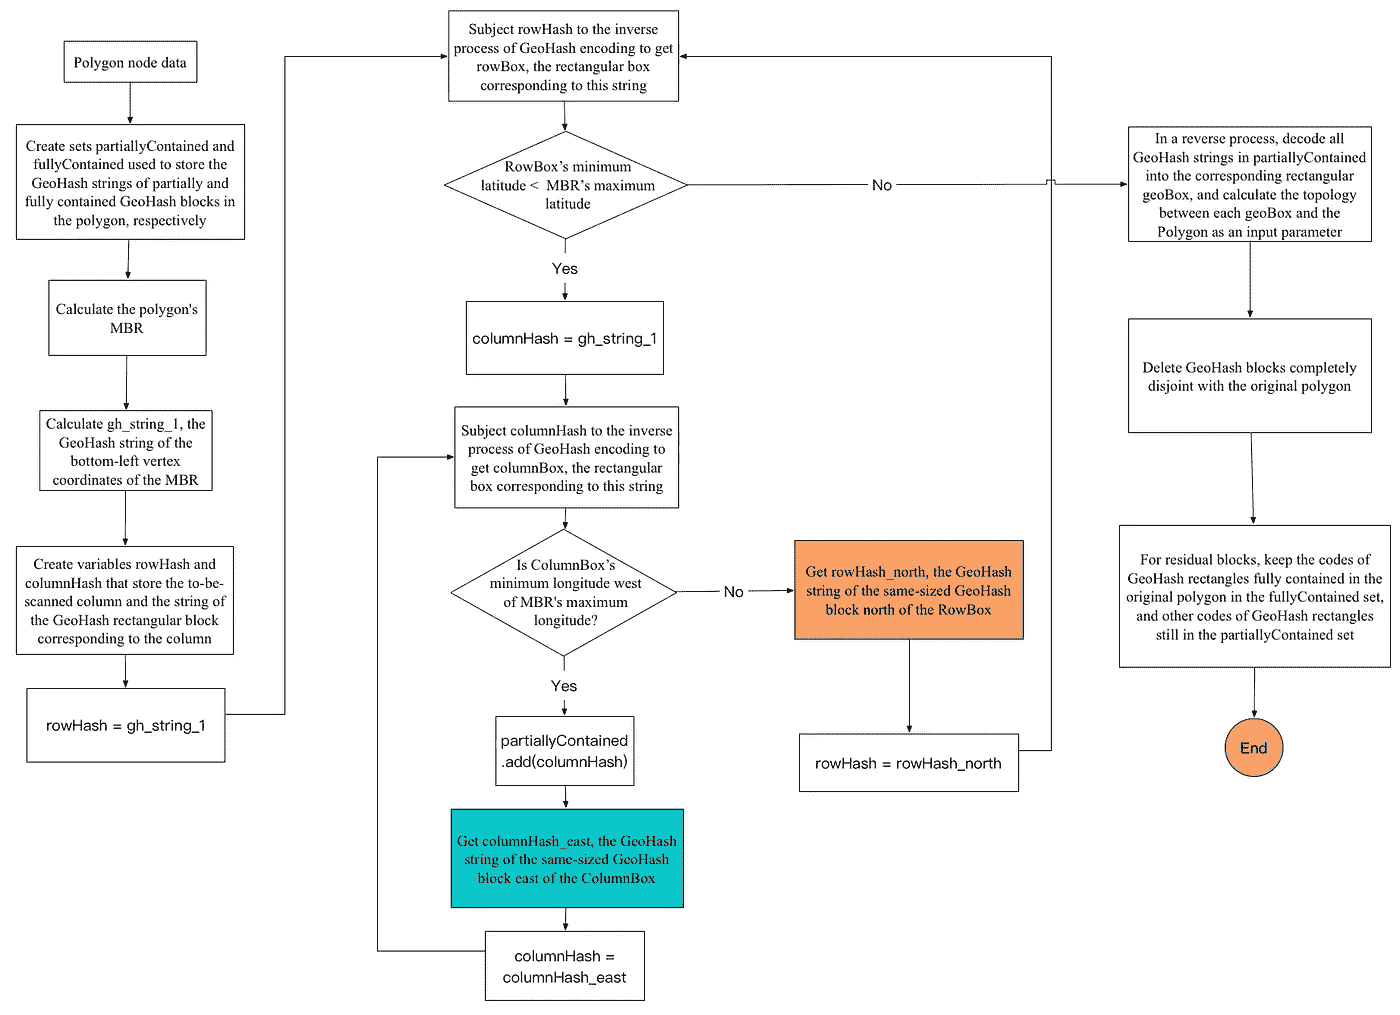 Polygon node data
Create sets partiallyContained and
fullyContained used to store the
GeoHash strings of partially and
fully contained GeoHash blocks in
the polygon, respectively
Calculate the polygon's
MBR
Calculate gh_string_1, the
GeoHash string of the
bottom-left vertex
coordinates of the MBR
Create variables rowHash and
columnHash that store the to-be-
scanned column and the string of
the GeoHash rectangular block
corresponding to the column
rowHash = gh_string_1
Subject rowHash to the inverse
process of GeoHash encoding to get
rowBox, the rectangular box
corresponding to this string
RowBox's minimum
latitude < MBR's maximum
latitude
No
Yes
columnHash = gh_string_1
Subject columnHash to the inverse
process of GeoHash encoding to
get columnBox, the rectangular
box corresponding to this string
Is ColumnBox's
minimum longitude west
of MBR's maximum
longitude?
No
Yes
partiallyContained
.add(columnHash)
Get columnHash_east, the GeoHash
string of the same-sized GeoHash
block east of the ColumnBox
columnHash =
columnHash_east
Get rowHash_north, the GeoHash
string of the same-sized GeoHash
block north of the RowBox
rowHash = rowHash_north
In a reverse process, decode all
GeoHash strings in partiallyContained
into the corresponding rectangular
geoBox, and calculate the topology
between each geoBox and the
Polygon as an input parameter
Delete GeoHash blocks completely
disjoint with the original polygon
For residual blocks, keep the codes of
GeoHash rectangles fully contained in the
original polygon in the fullyContained set,
and other codes of GeoHash rectangles
still in the partiallyContained set
End